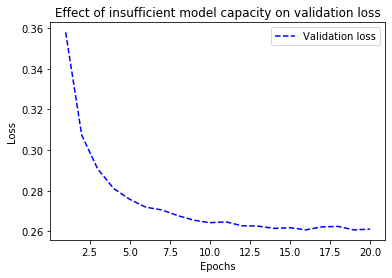 Effect of insufficient model capacity on validation loss
Validation loss
Loss
0.36
0.34
0.32
0.30
0.28
0.26
2.5 5.0 7.5 10.0 12.5 15.0 17.5 20.0
Epochs